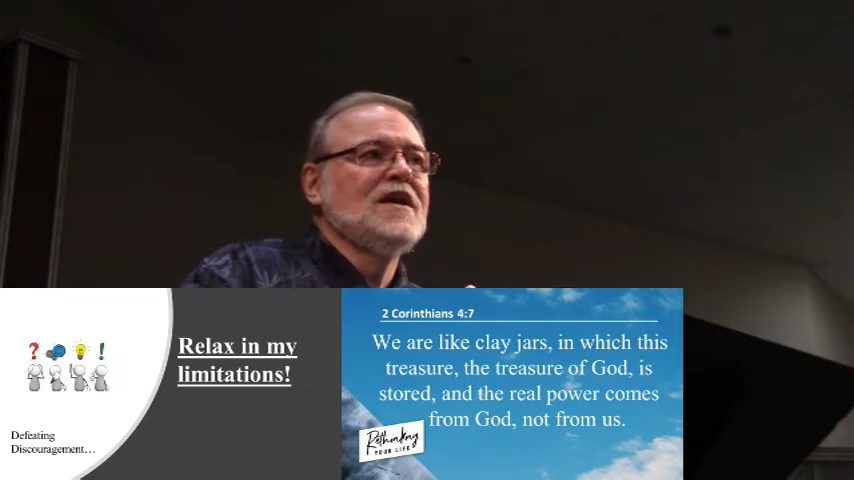 Relax in my
limitations!
Defeating
Discouragement...
2 Corinthians 4:7
We are like clay jars, in which this
treasure, the treasure of God, is
stored, and the real power comes
from God, not from us.
Rethinking
YOUR LIFE